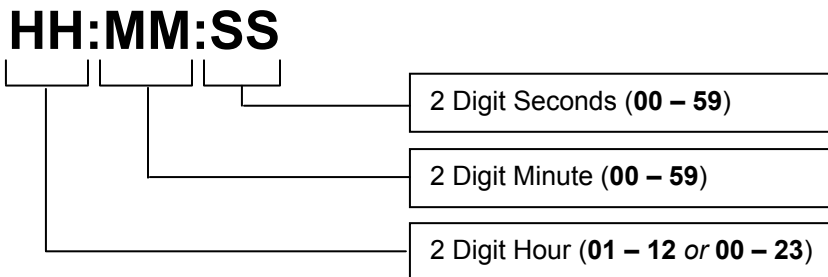 HH:MM:SS
2 Digit Seconds (00 – 59)
2 Digit Minute (00 – 59)
2 Digit Hour (01 – 12 or 00 – 23)